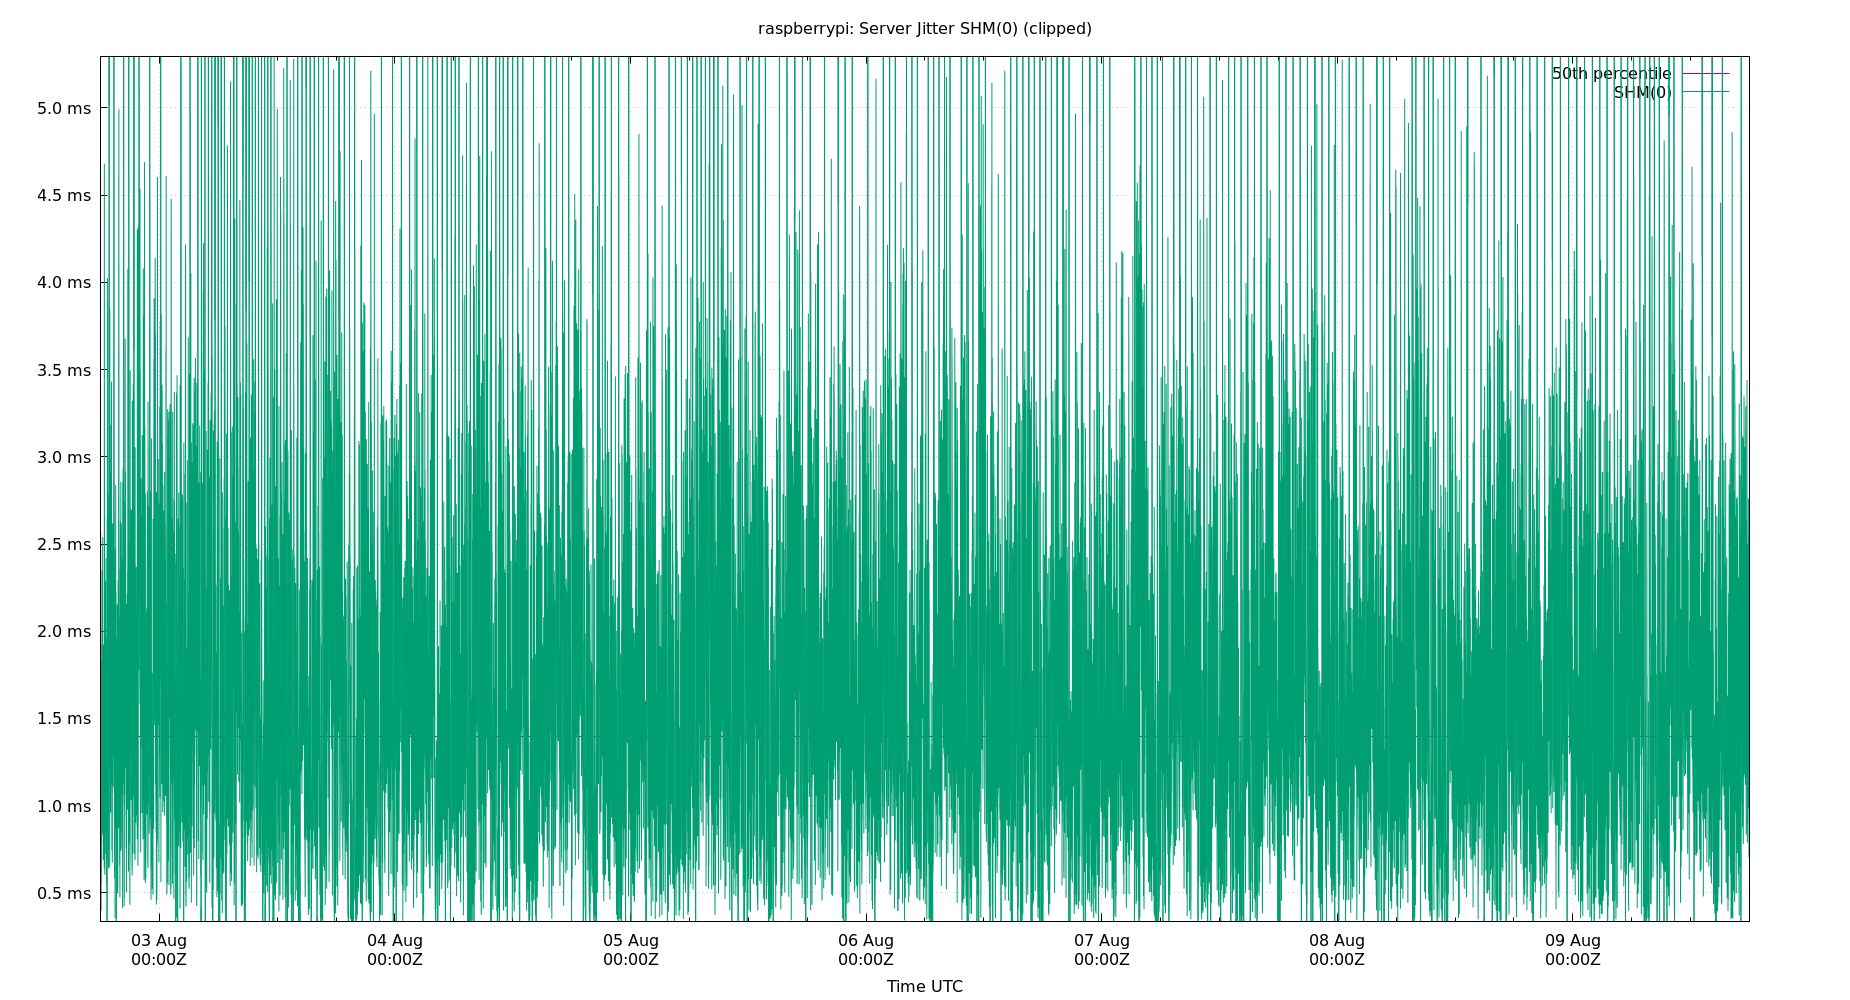 raspberrypi: Server Jitter SHM(0) (clipped)
50th percentile
SHM(0)
5.0 ms
4.5 ms
4.0 ms
3.5 ms
3.0 ms
2.5 ms
2.0 ms
1.5 ms
1.0 ms
0.5 ms
03 Aug 04 Aug 05 Aug 06 Aug 07 Aug 08 Aug 09 Aug
00:00Z 00:00Z 00:00Z 00:00Z 00:00Z 00:00Z 00:00Z
Time UTC